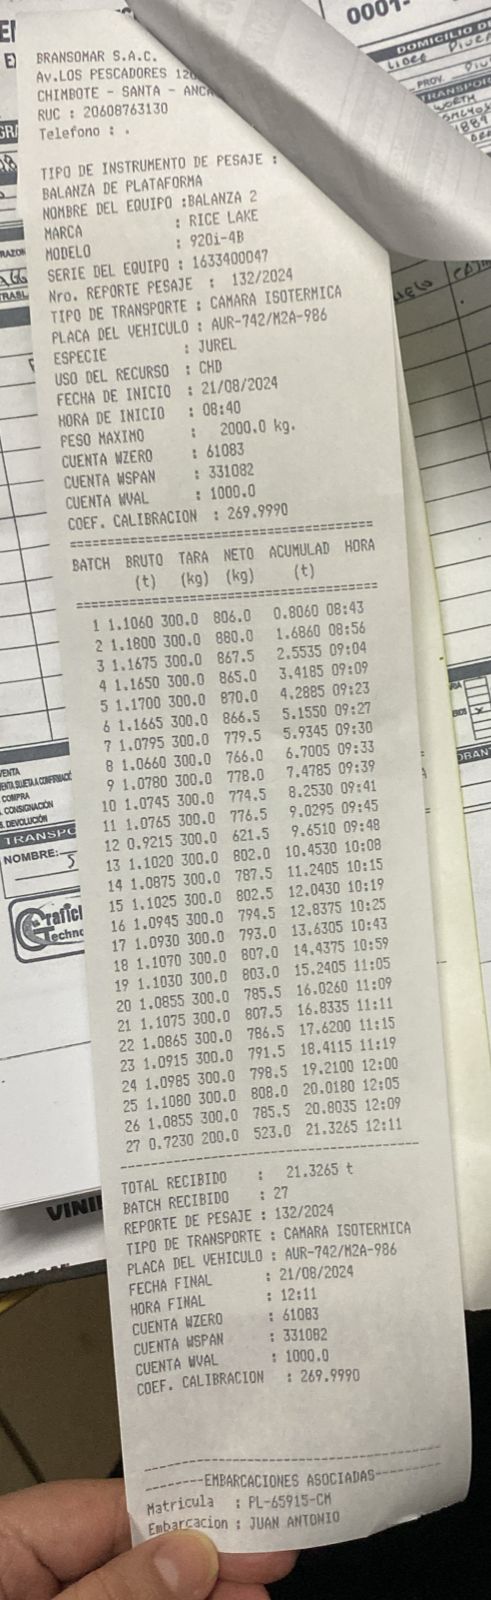 0001-
DOMICILIO
PROV.
TRANSPOR
BRANSOMAR S.A.C.
Av.LOS PESCADORES
CHIMBOTE - SANTA - ANCA
RUC : 20608763130
Telefono : .
TIPO DE INSTRUMENTO DE PESAJE :
BALANZA DE PLATAFORMA
NOMBRE DEL EQUIPO :BALANZA 2
MARCA : RICE LAKE
MODELO : 920i-4B
SERIE DEL EQUIPO : 1633400047
Nro. REPORTE PESAJE : 132/2024
TIPO DE TRANSPORTE : CAMARA ISOTERMICA
PLACA DEL VEHICULO : AUR-742/M2A-986
ESPECIE : JUREL
USO DEL RECURSO : CHD
FECHA DE INICIO : 21/08/2024
HORA DE INICIO : 08:40
PESO MAXIMO : 2000.0 kg.
CUENTA WZERO : 61083
CUENTA WSPAN : 331082
CUENTA WVAL : 1000.0
COEF. CALIBRACION : 269.9990
========================================
BATCH BRUTO TARA NETO ACUMULAD HORA
(t) (kg) (kg) (t)
========================================
1 1.1060 300.0 806.0 0.8060 08:43
2 1.1800 300.0 880.0 1.6860 08:56
3 1.1675 300.0 867.5 2.5535 09:04
4 1.1650 300.0 865.0 3.4185 09:09
5 1.1700 300.0 870.0 4.2885 09:23
6 1.1665 300.0 866.5 5.1550 09:27
7 1.0795 300.0 779.5 5.9345 09:30
8 1.0660 300.0 766.0 6.7005 09:33
9 1.0780 300.0 778.0 7.4785 09:39
10 1.0745 300.0 774.5 8.2530 09:41
11 1.0765 300.0 776.5 9.0295 09:45
12 0.9215 300.0 621.5 9.6510 09:48
13 1.1020 300.0 802.0 10.4530 10:08
14 1.0875 300.0 787.5 11.2405 10:15
15 1.1025 300.0 802.5 12.0430 10:19
16 1.0945 300.0 794.5 12.8375 10:25
17 1.0930 300.0 793.0 13.6305 10:43
18 1.1070 300.0 807.0 14.4375 10:59
19 1.1030 300.0 803.0 15.2405 11:05
20 1.0855 300.0 785.5 16.0260 11:09
21 1.1075 300.0 807.5 16.8335 11:11
22 1.0865 300.0 786.5 17.6200 11:15
23 1.0915 300.0 791.5 18.4115 11:19
24 1.0985 300.0 798.5 19.2100 12:00
25 1.1080 300.0 808.0 20.0180 12:05
26 1.0855 300.0 785.5 20.8035 12:09
27 0.7230 200.0 523.0 21.3265 12:11
----------------------------------------
TOTAL RECIBIDO : 21.3265 t
BATCH RECIBIDO : 27
REPORTE DE PESAJE : 132/2024
TIPO DE TRANSPORTE : CAMARA ISOTERMICA
PLACA DEL VEHICULO : AUR-742/M2A-986
FECHA FINAL : 21/08/2024
HORA FINAL : 12:11
CUENTA WZERO : 61083
CUENTA WSPAN : 331082
CUENTA WVAL : 1000.0
COEF. CALIBRACION : 269.9990
----------------------------------------
--------EMBARCACIONES ASOCIADAS---------
Matricula : PL-65915-CM
Embarcacion : JUAN ANTONIO
VENTA
COMPRA
CONSIGNACIÓN
DEVOLUCIÓN
TRANSPO
NOMBRE:
Grafic
Techno